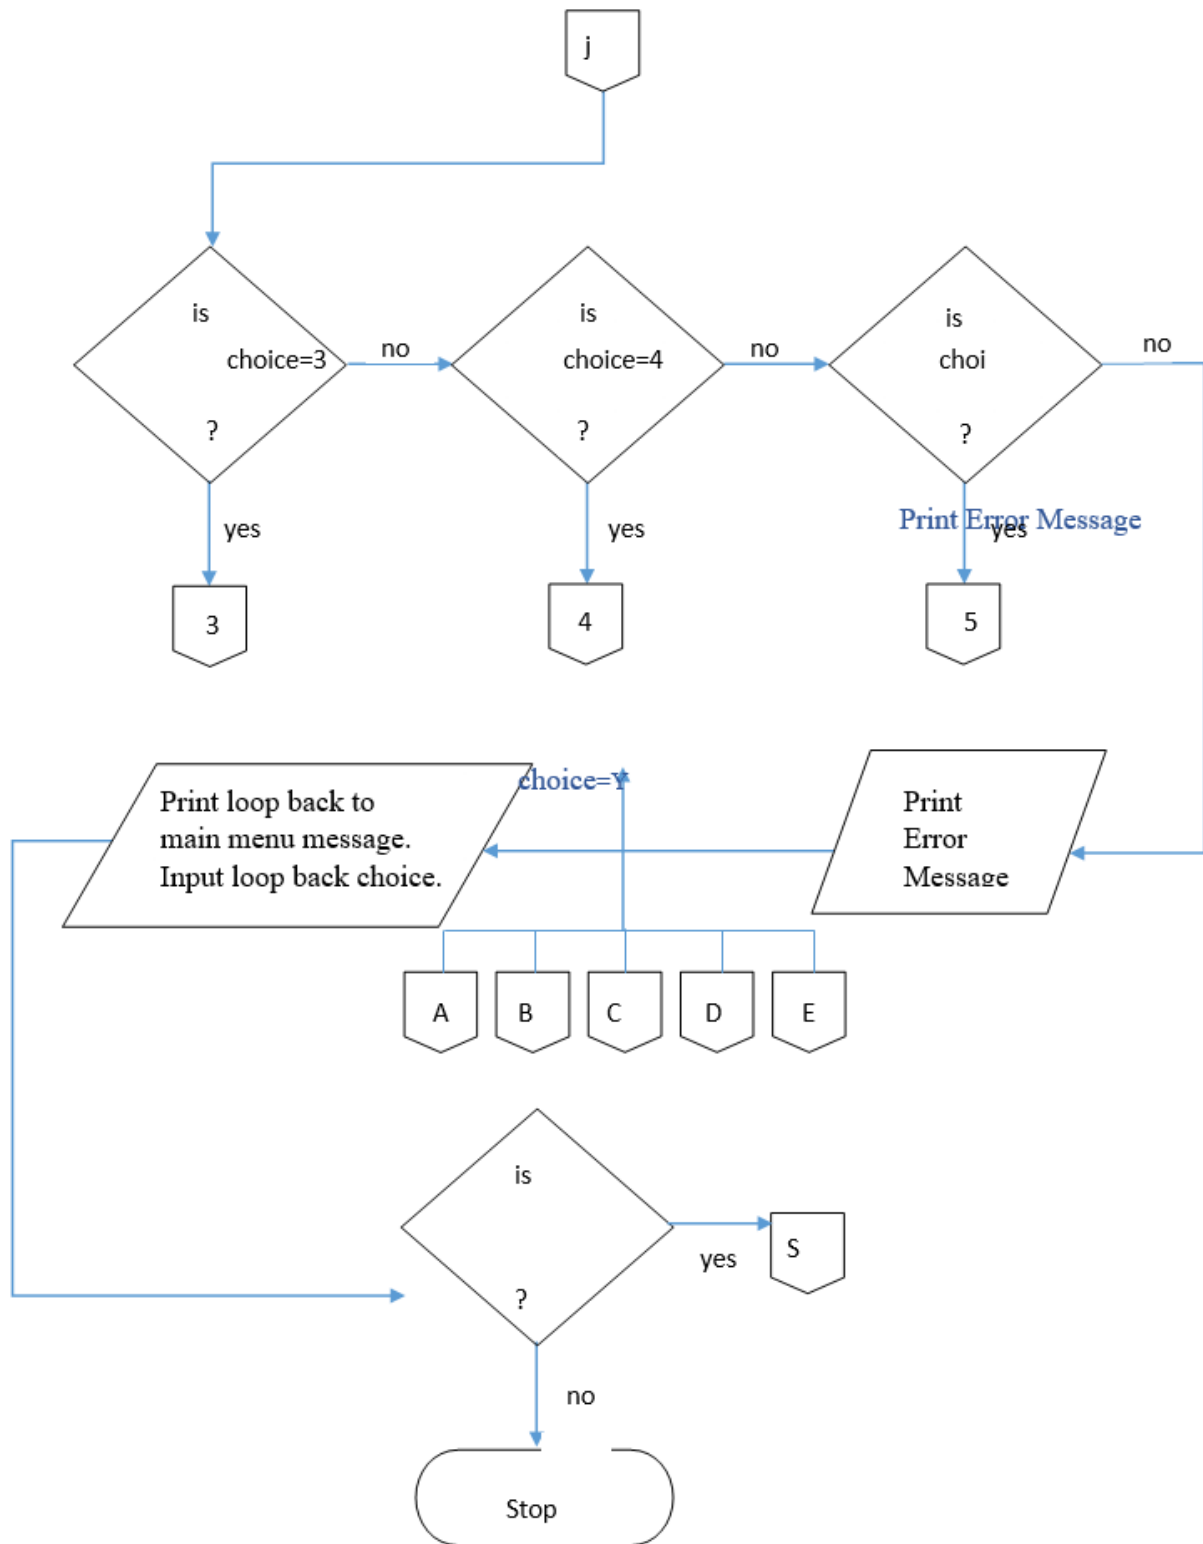 j
is
choice=3
?
no
is
choice=4
?
no
is
choi
?
no
yes
yes
Print Error Message
yes
3
4
5
Print loop back to
main menu message.
Input loop back choice.
choice=Y
Print
Error
Message
A
B
C
D
E
is
?
yes
S
no
Stop